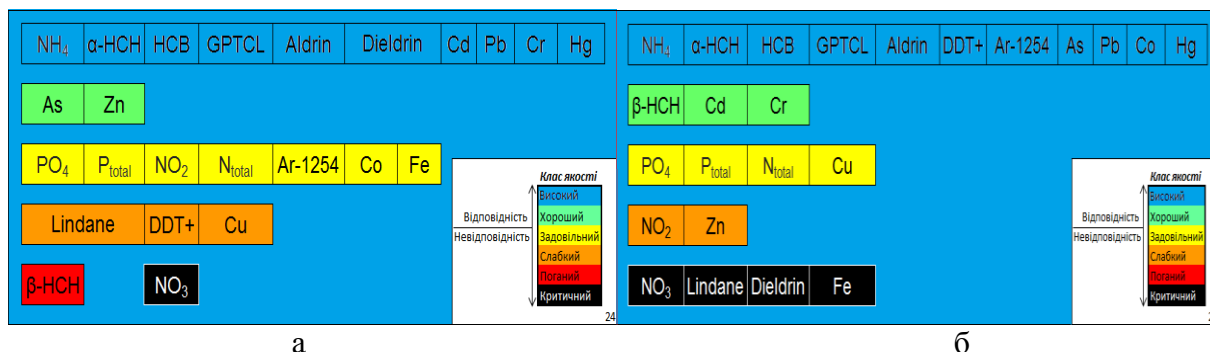 NH₄ α-HCH HCB GPTCL Aldrin Dieldrin Cd Pb Cr Hg
As Zn
PO₄ Ptotal NO₂ Ntotal Ar-1254 Co Fe
Lindane DDT+ Cu
β-HCH NO₃
Клас якості
Високий
Відповідність Хороший
Невідповідність Задовільний
Слабкий
Поганий
Критичний
24
а
NH₄ α-HCH HCB GPTCL Aldrin DDT+ Ar-1254 As Pb Co Hg
β-HCH Cd Cr
PO₄ Ptotal Ntotal Cu
NO₂ Zn
NO₃ Lindane Dieldrin Fe
Клас якості
Високий
Відповідність Хороший
Невідповідність Задовільний
Слабкий
Поганий
Критичний
б